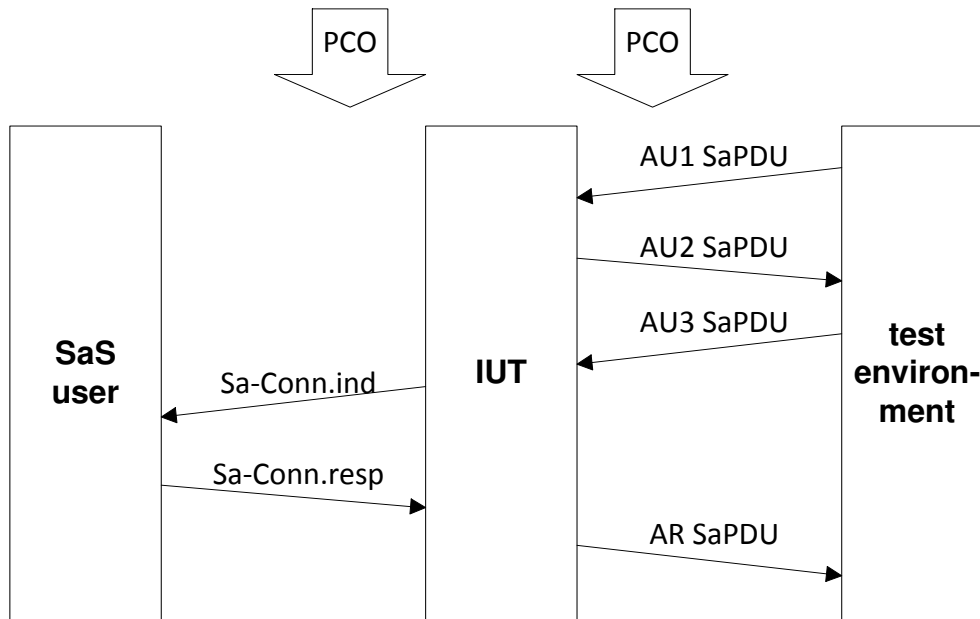 PCO
PCO
AU1 SaPDU
AU2 SaPDU
AU3 SaPDU
SaS
user
IUT
test
environ-
ment
Sa-Conn.ind
Sa-Conn.resp
AR SaPDU